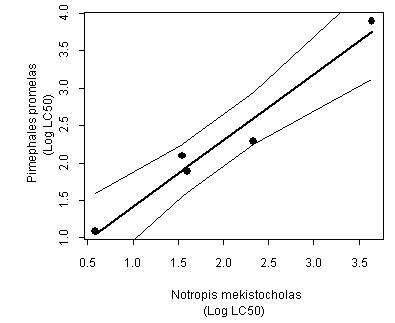 Pimephales promelas
(Log LC50)
4.0
3.5
3.0
2.5
2.0
1.5
1.0
0.5 1.0 1.5 2.0 2.5 3.0 3.5
Notropis mekistocholas
(Log LC50)